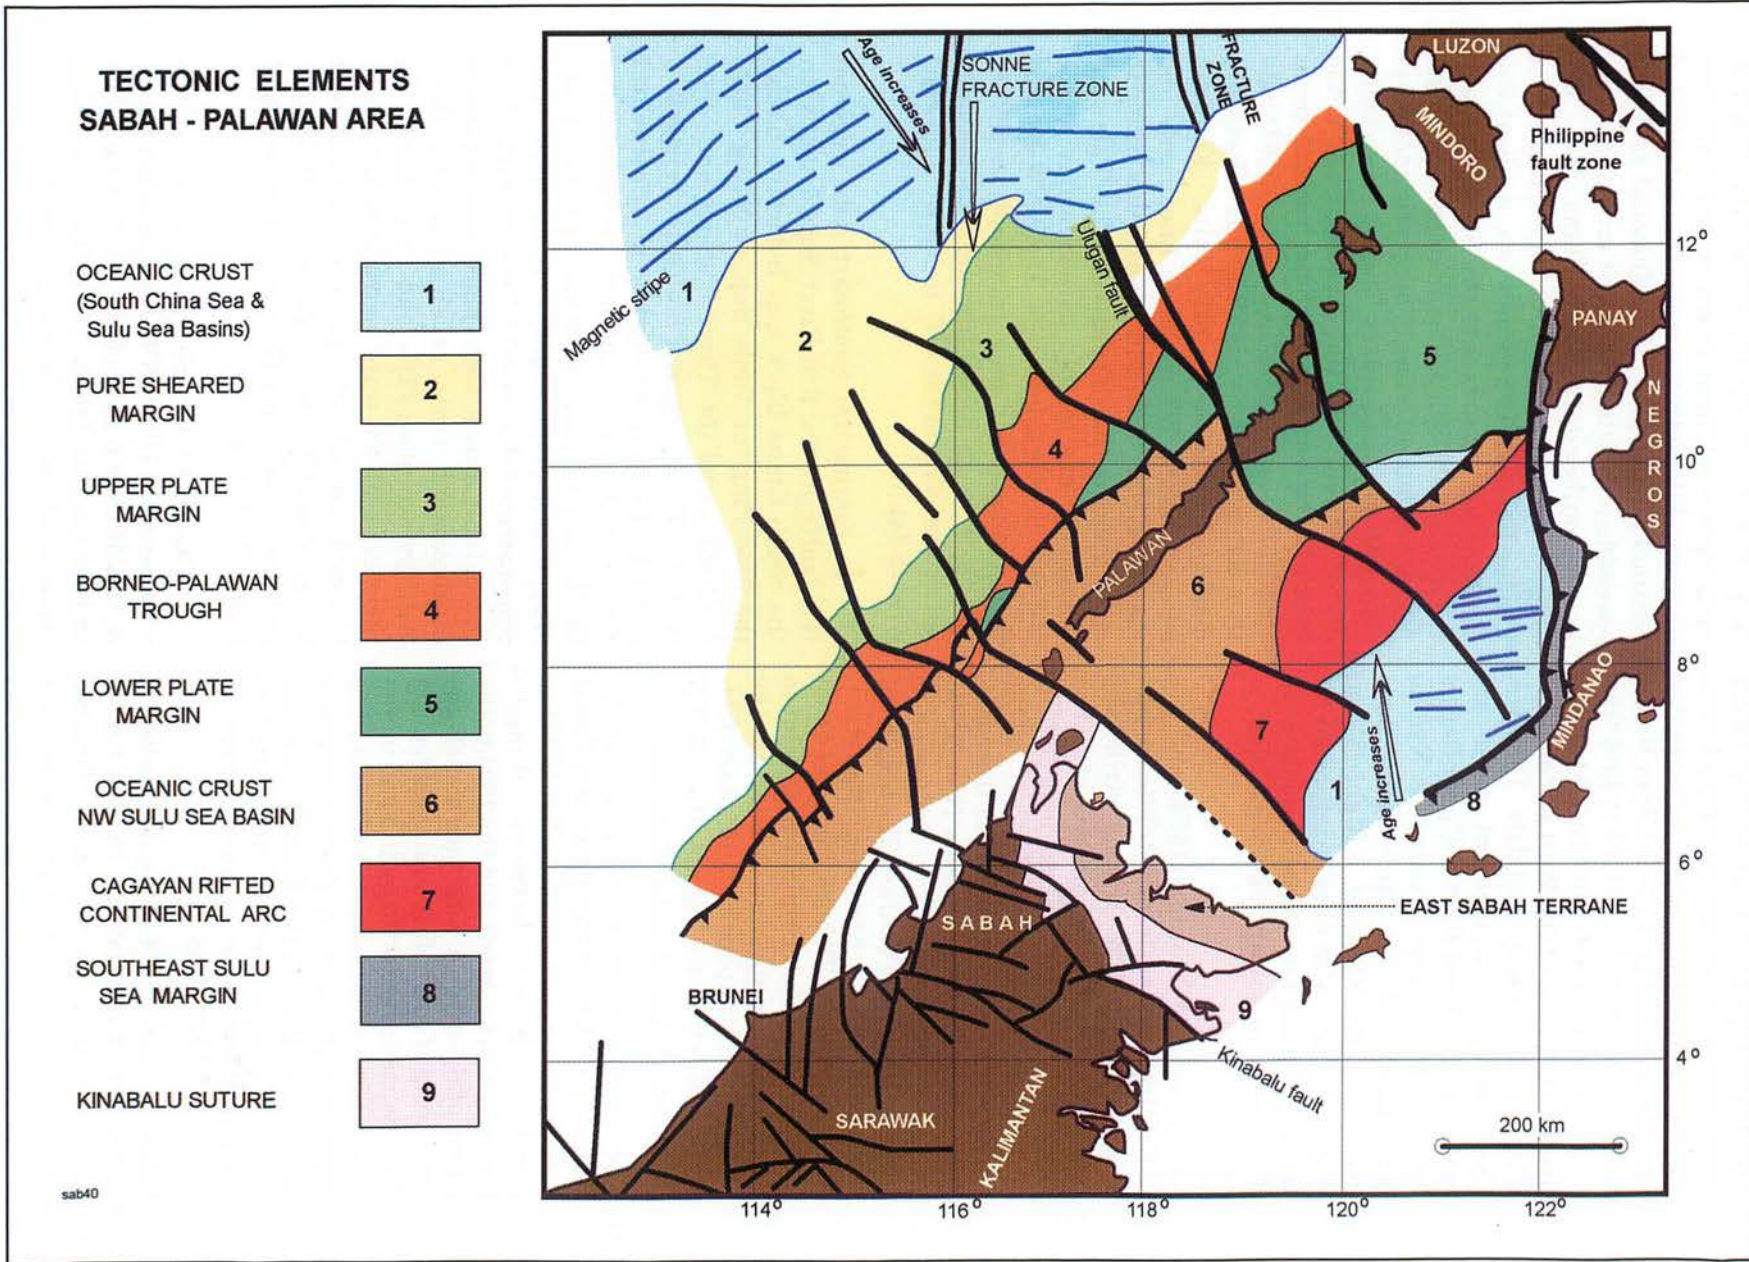 TECTONIC ELEMENTS
SABAH - PALAWAN AREA
OCEANIC CRUST
(South China Sea &
Sulu Sea Basins)
1
PURE SHEARED
MARGIN
2
UPPER PLATE
MARGIN
3
BORNEO-PALAWAN
TROUGH
4
LOWER PLATE
MARGIN
5
OCEANIC CRUST
NW SULU SEA BASIN
6
CAGAYAN RIFTED
CONTINENTAL ARC
7
SOUTHEAST SULU
SEA MARGIN
8
KINABALU SUTURE
9
sab40
Age increases
SONNE
FRACTURE ZONE
FRACTURE
ZONE
LUZON
MINDORO
Philippine
fault zone
Ulugan fault
Magnetic stripe
1
2
3
4
5
PANAY
NEGROS
PALAWAN
6
7
MINDANAO
1
Age increases
8
SABAH
EAST SABAH TERRANE
BRUNEI
9
Kinabalu fault
SARAWAK
KALIMANTAN
200 km
12°
10°
8°
6°
4°
114°
116°
118°
120°
122°